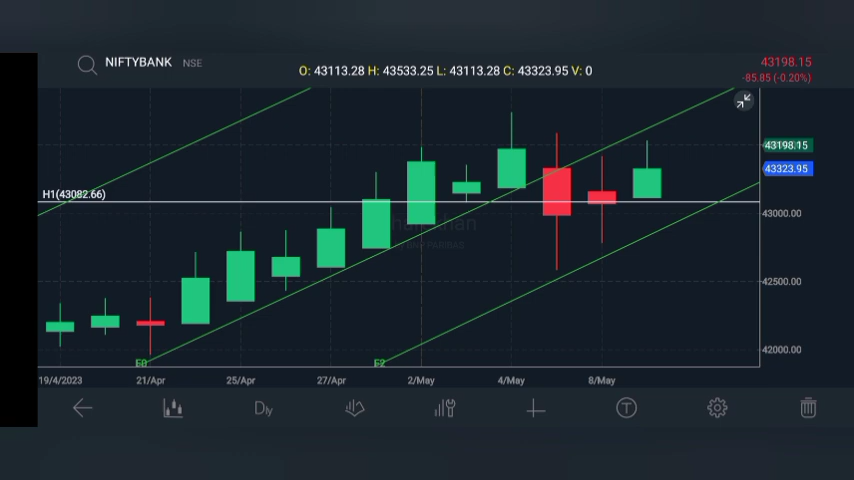 NIFTYBANK NSE
O: 43113.28 H: 43533.25 L: 43113.28 C: 43323.95 V: 0
43198.15
-85.85 (-0.20%)
43198.15
43323.95
H1(43082.66)
43000.00
42500.00
42000.00
19/4/2023 21/Apr 25/Apr 27/Apr 2/May 4/May 8/May
Dly
T